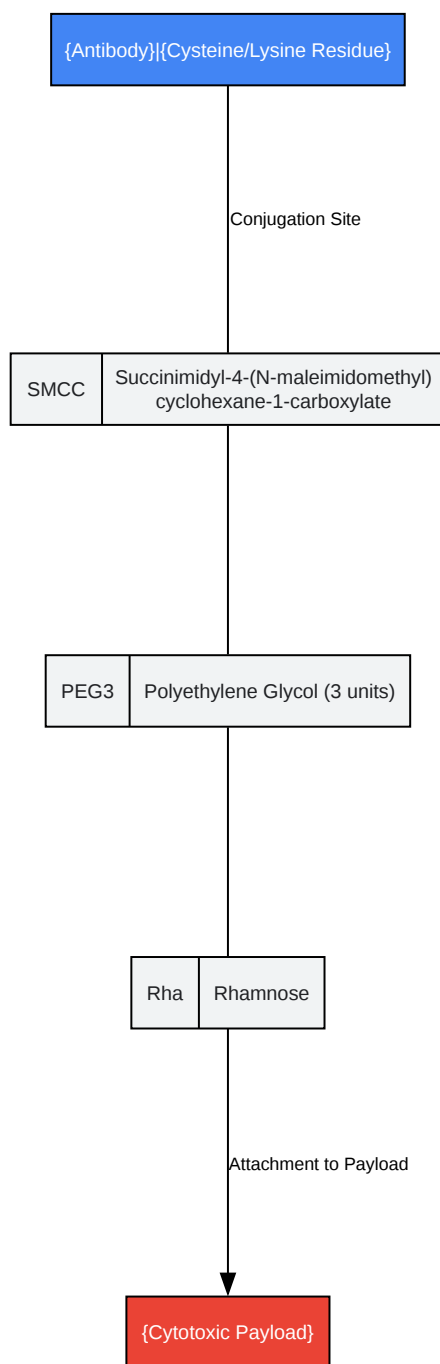 {Antibody}|{Cysteine/Lysine Residue}
Conjugation Site
SMCC
Succinimidyl-4-(N-maleimidomethyl)
cyclohexane-1-carboxylate
PEG3
Polyethylene Glycol (3 units)
Rha
Rhamnose
Attachment to Payload
{Cytotoxic Payload}